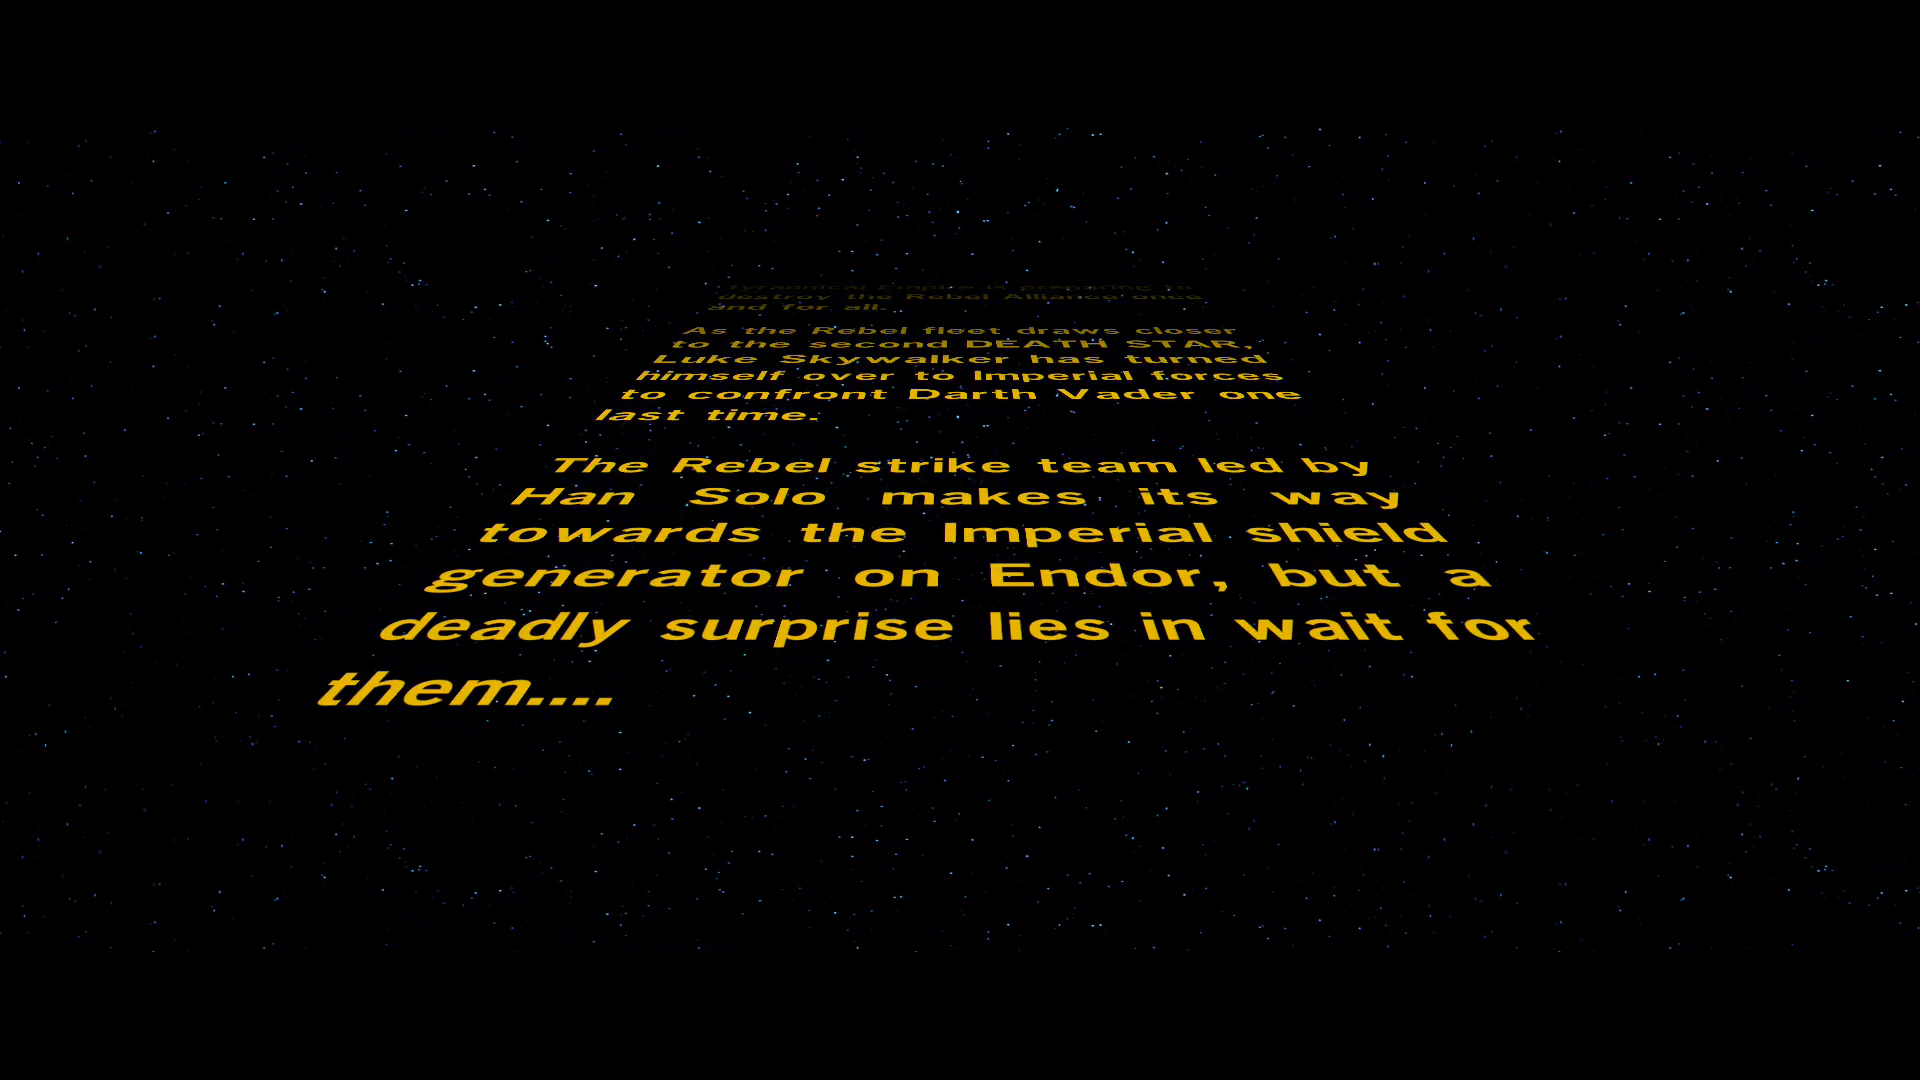 tyrannical Empire is preparing to
destroy the Rebel Alliance once
and for all.
As the Rebel fleet draws closer
to the second DEATH STAR,
Luke Skywalker has turned
himself over to Imperial forces
to confront Darth Vader one
last time.
The Rebel strike team led by
Han Solo makes its way
towards the Imperial shield
generator on Endor, but a
deadly surprise lies in wait for
them....